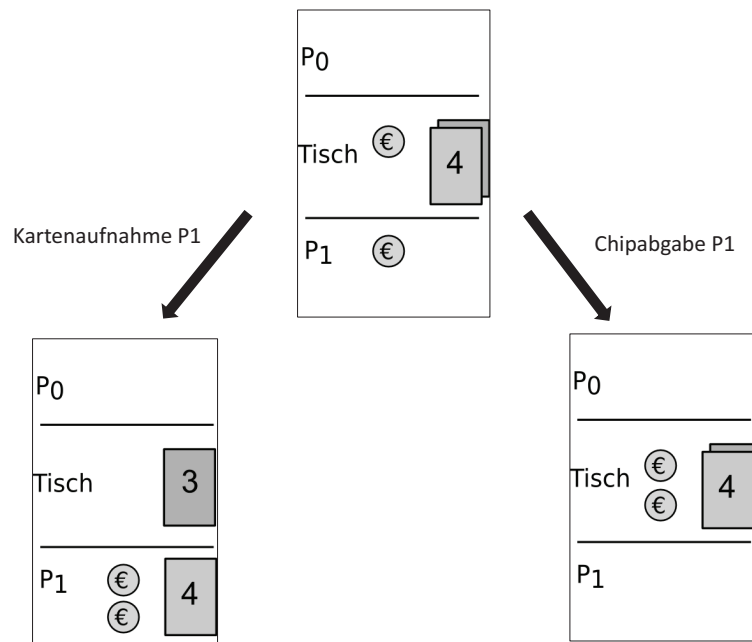 P0
Tisch € 4
P1 €
Kartenaufnahme P1
Chipabgabe P1
P0
Tisch 3
P1 € € 4
P0
Tisch € € 4
P1